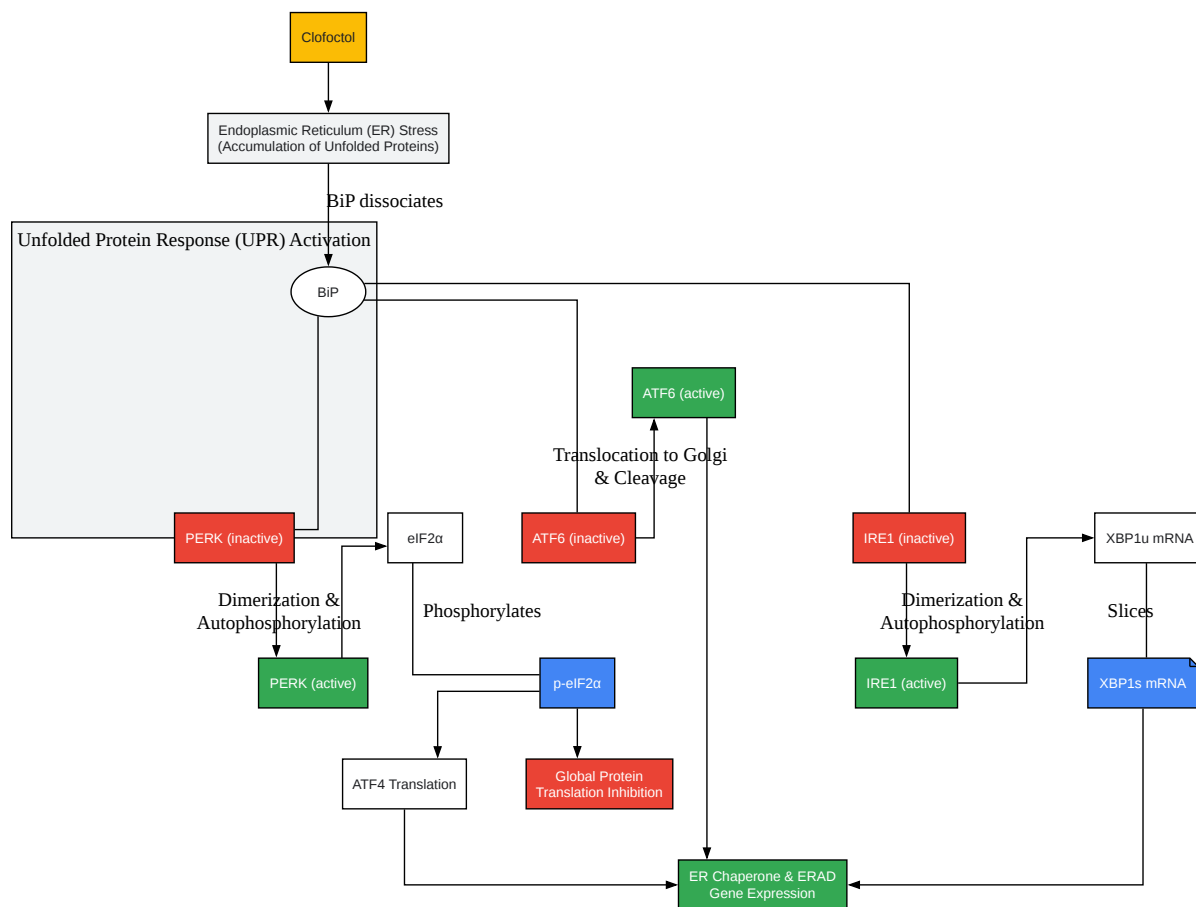 Clofoctol
Endoplasmic Reticulum (ER) Stress
(Accumulation of Unfolded Proteins)
BiP dissociates
Unfolded Protein Response (UPR) Activation
BiP
ATF6 (active)
Translocation to Golgi
& Cleavage
PERK (inactive)
eIF2α
ATF6 (inactive)
IRE1 (inactive)
XBP1u mRNA
Dimerization &
Autophosphorylation
Phosphorylates
Dimerization &
Autophosphorylation
Slices
PERK (active)
p-eIF2α
IRE1 (active)
XBP1s mRNA
ATF4 Translation
Global Protein
Translation Inhibition
ER Chaperone & ERAD
Gene Expression